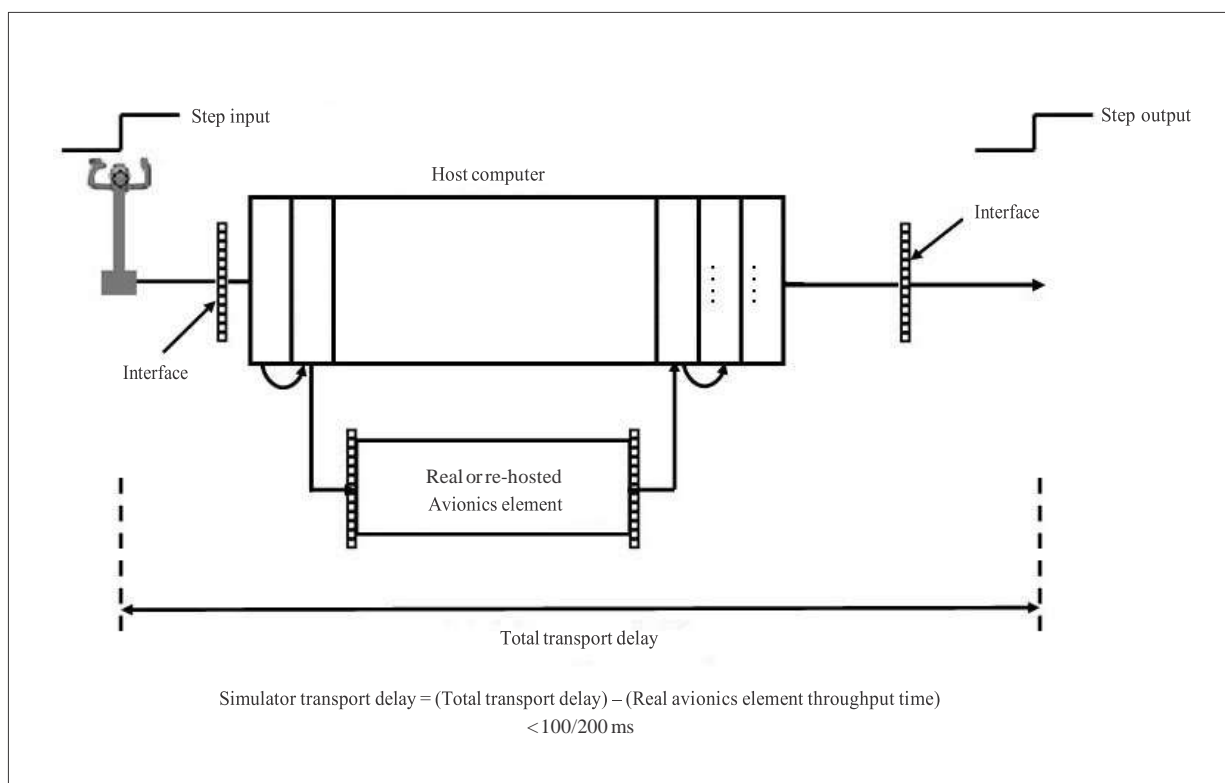 Step input
Step output
Host computer
Interface
Interface
Real or re-hosted
Avionics element
Total transport delay
Simulator transport delay = (Total transport delay) – (Real avionics element throughput time)
< 100/200 ms